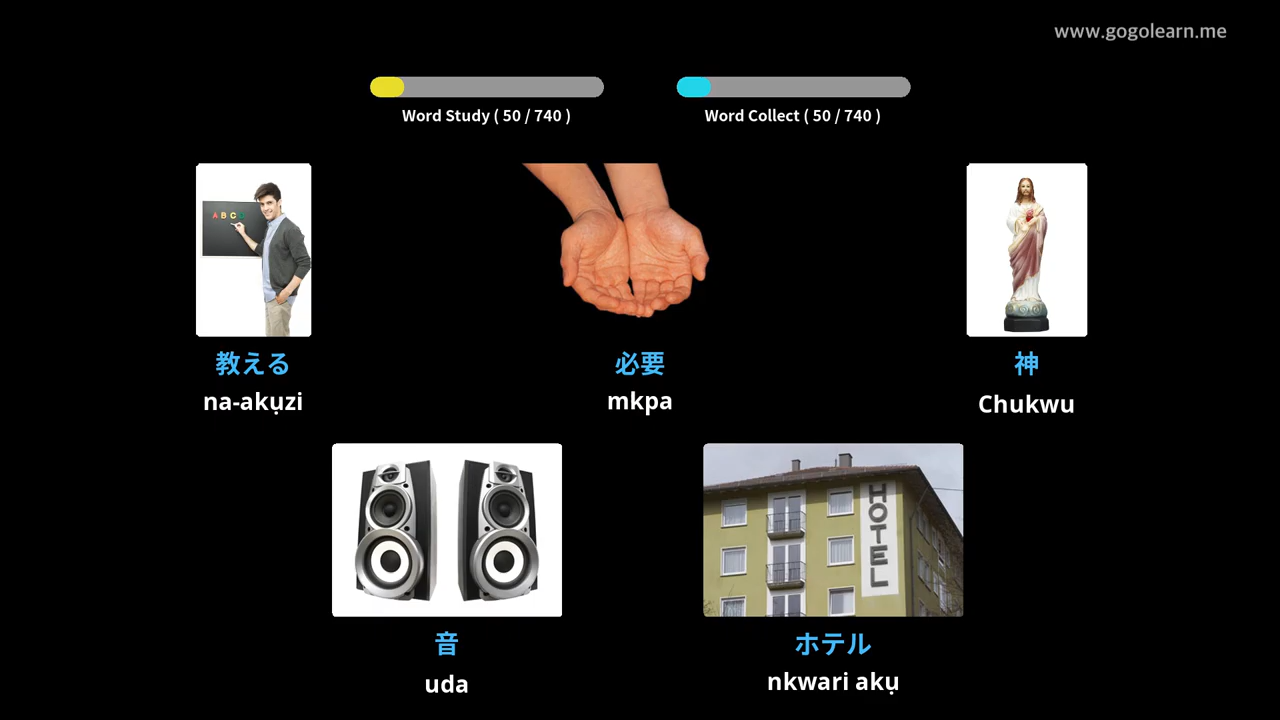 www.gogolearn.me
Word Study ( 50 / 740 )
Word Collect ( 50 / 740 )
A B C D
教える
na-akụzi
必要
mkpa
神
Chukwu
HOTEL
音
uda
ホテル
nkwari akụ